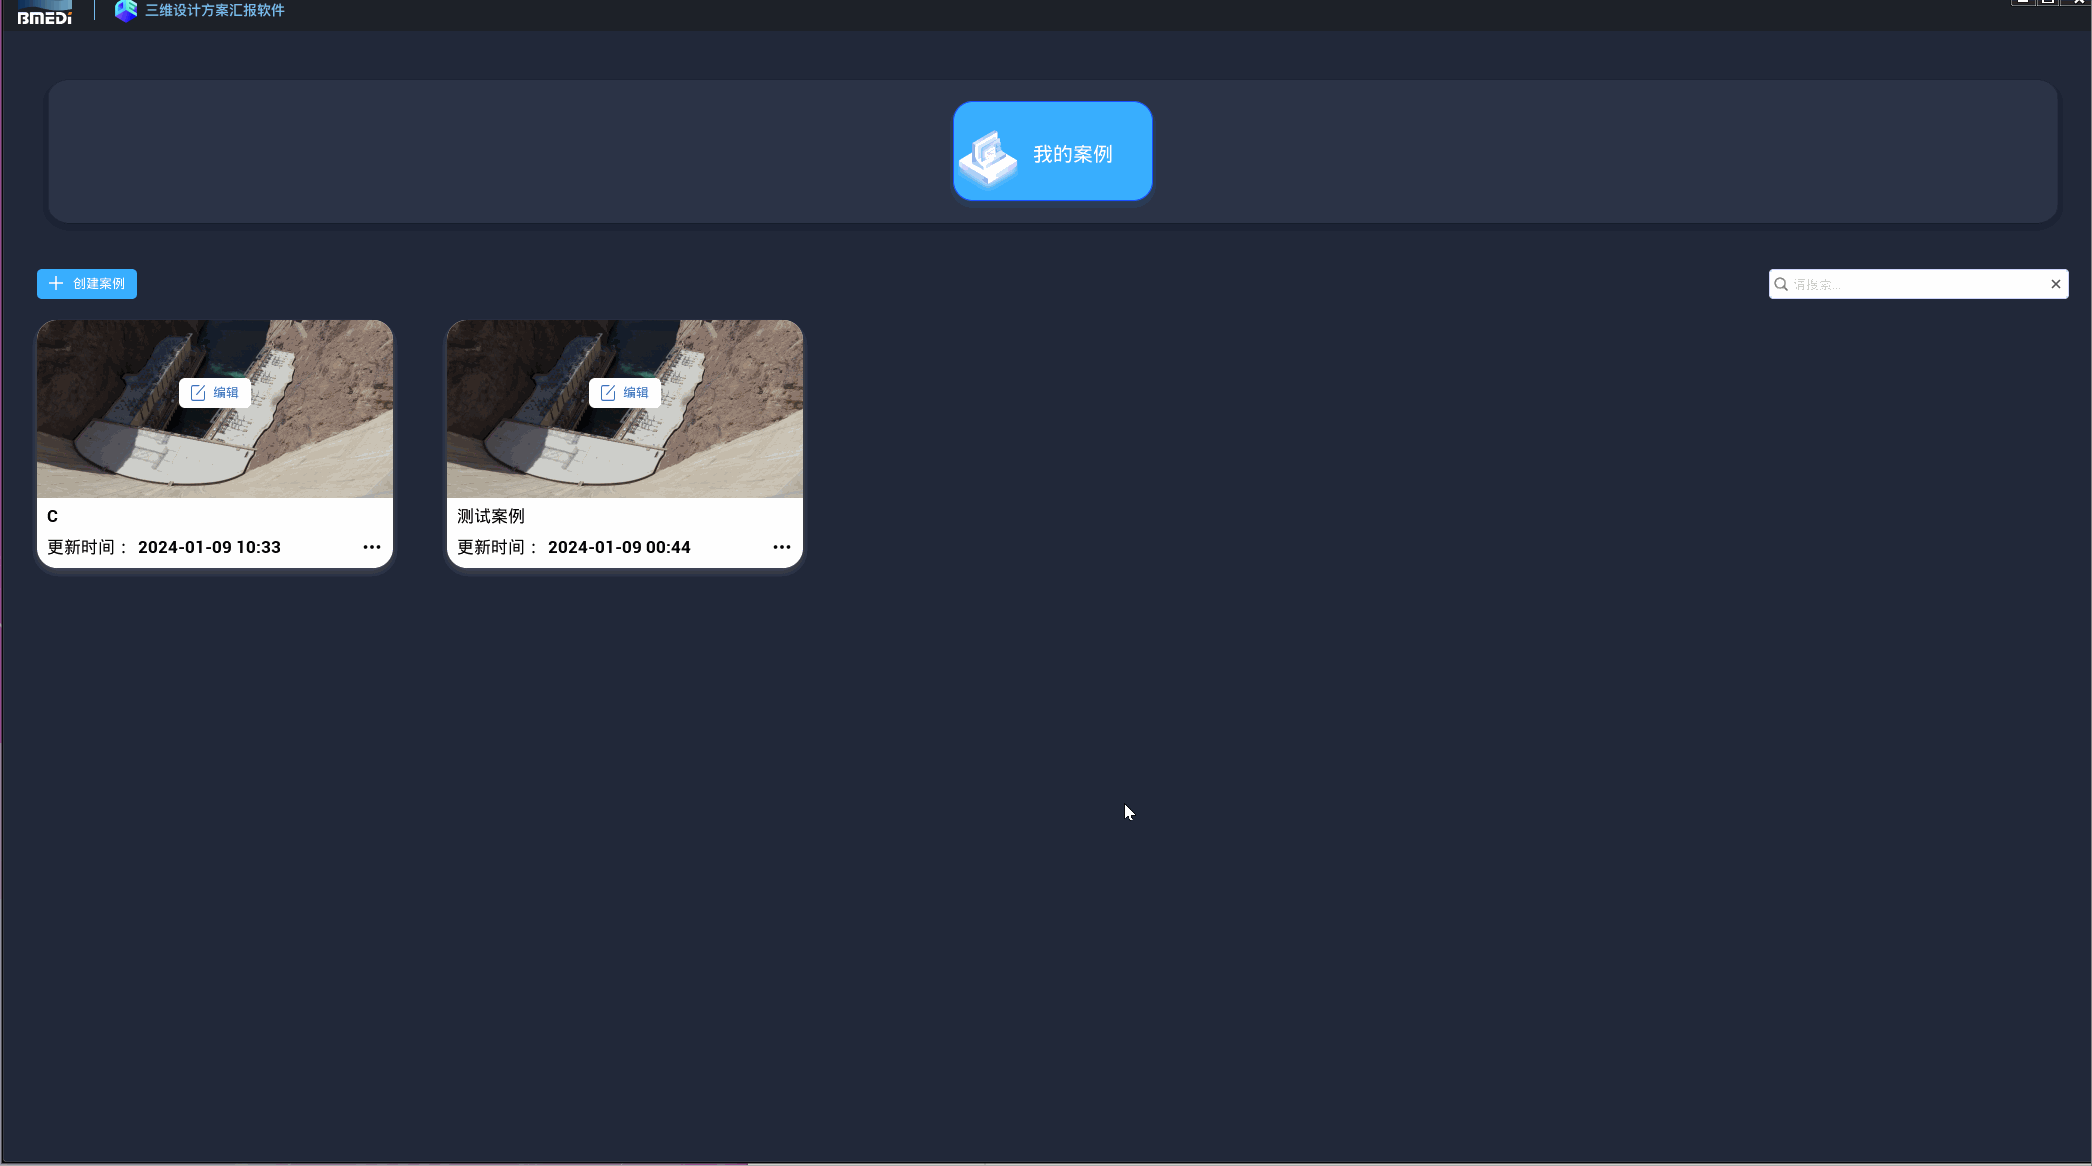 BMEDi
三维设计方案汇报软件
我的案例
创建案例
请搜索...
编辑
编辑
C
更新时间： 2024-01-09 10:33
测试案例
更新时间： 2024-01-09 00:44